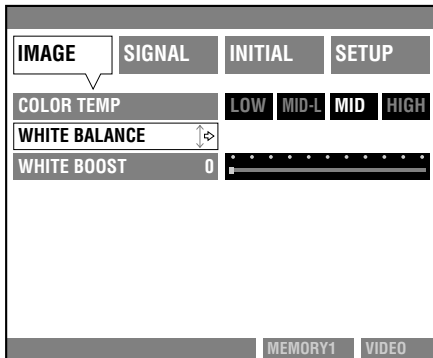 IMAGE SIGNAL INITIAL SETUP
COLOR TEMP LOW MID-L MID HIGH
WHITE BALANCE
WHITE BOOST 0
MEMORY1 VIDEO